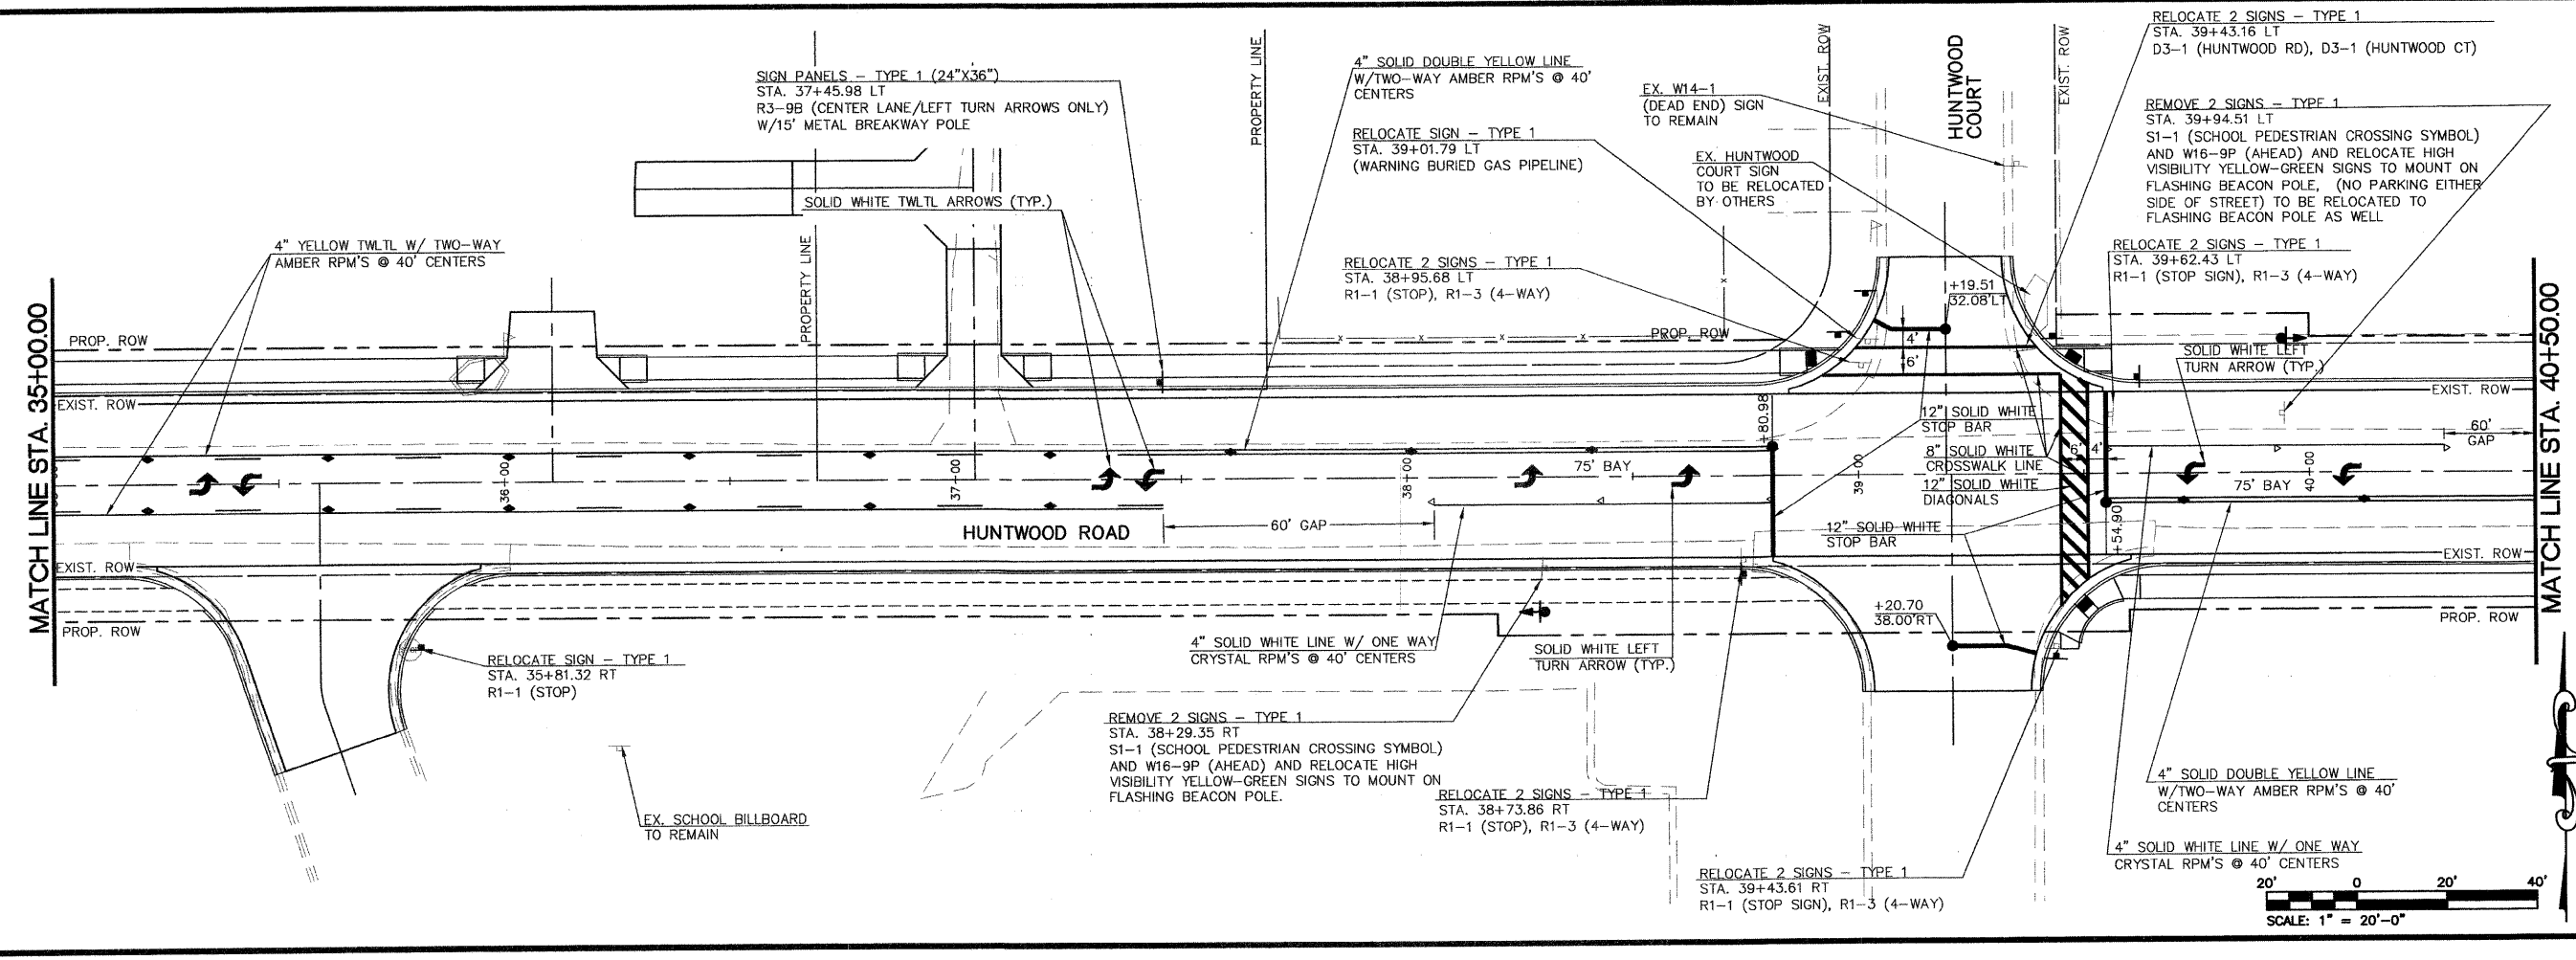 RELOCATE 2 SIGNS – TYPE 1
STA. 39+43.16 LT
D3–1 (HUNTWOOD RD), D3–1 (HUNTWOOD CT)
SIGN PANELS – TYPE 1 (24"X36")
STA. 37+45.98 LT
R3–9B (CENTER LANE/LEFT TURN ARROWS ONLY)
W/15' METAL BREAKWAY POLE
PROPERTY LINE
4" SOLID DOUBLE YELLOW LINE
W/TWO–WAY AMBER RPM'S @ 40'
CENTERS
EXIST. ROW
HUNTWOOD
COURT
EXIST. ROW
EX. W14–1
(DEAD END) SIGN
TO REMAIN
REMOVE 2 SIGNS – TYPE 1
STA. 39+94.51 LT
S1–1 (SCHOOL PEDESTRIAN CROSSING SYMBOL)
AND W16–9P (AHEAD) AND RELOCATE HIGH
VISIBILITY YELLOW–GREEN SIGNS TO MOUNT ON
FLASHING BEACON POLE, (NO PARKING EITHER
SIDE OF STREET) TO BE RELOCATED TO
FLASHING BEACON POLE AS WELL
RELOCATE SIGN – TYPE 1
STA. 39+01.79 LT
(WARNING BURIED GAS PIPELINE)
EX. HUNTWOOD
COURT SIGN
TO BE RELOCATED
BY OTHERS
SOLID WHITE TWLTL ARROWS (TYP.)
4" YELLOW TWLTL W/ TWO–WAY
AMBER RPM'S @ 40' CENTERS
PROPERTY LINE
RELOCATE 2 SIGNS – TYPE 1
STA. 38+95.68 LT
R1–1 (STOP), R1–3 (4–WAY)
RELOCATE 2 SIGNS – TYPE 1
STA. 39+62.43 LT
R1–1 (STOP SIGN), R1–3 (4–WAY)
+19.51
32.08'LT
MATCH LINE STA. 35+00.00
PROP. ROW
PROP. ROW
4'
6'
SOLID WHITE LEFT
TURN ARROW (TYP.)
MATCH LINE STA. 40+50.00
EXIST. ROW
EXIST. ROW
+80.98
12" SOLID WHITE
STOP BAR
60'
GAP
8" SOLID WHITE
CROSSWALK LINE
6'
4'
36+00
37+00
38+00
75' BAY
39+00
12" SOLID WHITE
DIAGONALS
75' BAY
40+00
HUNTWOOD ROAD
60' GAP
12" SOLID WHITE
STOP BAR
+54.90
EXIST. ROW
EXIST. ROW
+20.70
38.00'RT
PROP. ROW
PROP. ROW
RELOCATE SIGN – TYPE 1
STA. 35+81.32 RT
R1–1 (STOP)
4" SOLID WHITE LINE W/ ONE WAY
CRYSTAL RPM'S @ 40' CENTERS
SOLID WHITE LEFT
TURN ARROW (TYP.)
REMOVE 2 SIGNS – TYPE 1
STA. 38+29.35 RT
S1–1 (SCHOOL PEDESTRIAN CROSSING SYMBOL)
AND W16–9P (AHEAD) AND RELOCATE HIGH
VISIBILITY YELLOW–GREEN SIGNS TO MOUNT ON
FLASHING BEACON POLE.
RELOCATE 2 SIGNS – TYPE 1
STA. 38+73.86 RT
R1–1 (STOP), R1–3 (4–WAY)
EX. SCHOOL BILLBOARD
TO REMAIN
4" SOLID DOUBLE YELLOW LINE
W/TWO–WAY AMBER RPM'S @ 40'
CENTERS
4" SOLID WHITE LINE W/ ONE WAY
CRYSTAL RPM'S @ 40' CENTERS
RELOCATE 2 SIGNS – TYPE 1
STA. 39+43.61 RT
R1–1 (STOP SIGN), R1–3 (4–WAY)
20' 0 20' 40'
SCALE: 1" = 20'–0"